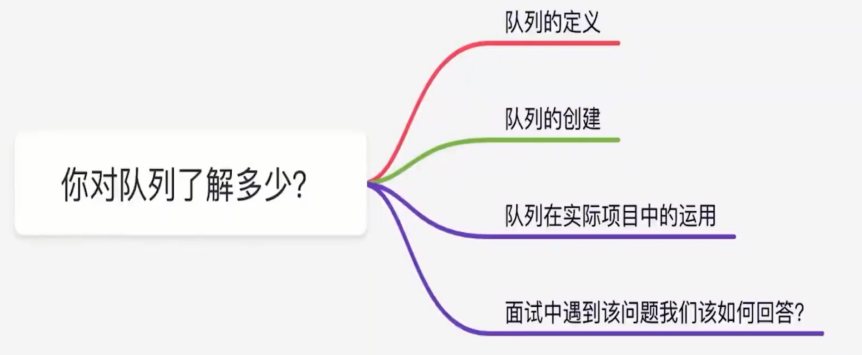 你对队列了解多少?
队列的定义
队列的创建
队列在实际项目中的运用
面试中遇到该问题我们该如何回答?